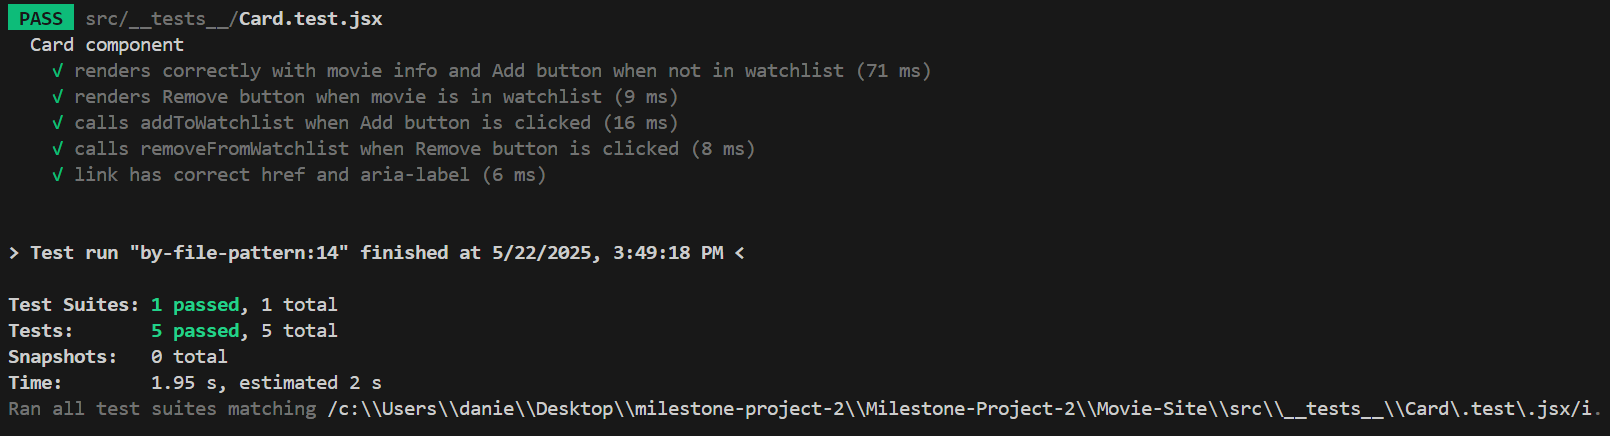 PASS src/__tests__/Card.test.jsx
Card component
√ renders correctly with movie info and Add button when not in watchlist (71 ms)
√ renders Remove button when movie is in watchlist (9 ms)
√ calls addToWatchlist when Add button is clicked (16 ms)
√ calls removeFromWatchlist when Remove button is clicked (8 ms)
√ link has correct href and aria-label (6 ms)
> Test run "by-file-pattern:14" finished at 5/22/2025, 3:49:18 PM <
Test Suites: 1 passed, 1 total
Tests: 5 passed, 5 total
Snapshots: 0 total
Time: 1.95 s, estimated 2 s
Ran all test suites matching /c:\\Users\\danie\\Desktop\\milestone-project-2\\Milestone-Project-2\\Movie-Site\\src\\__tests__\\Card\.test\.jsx/i.